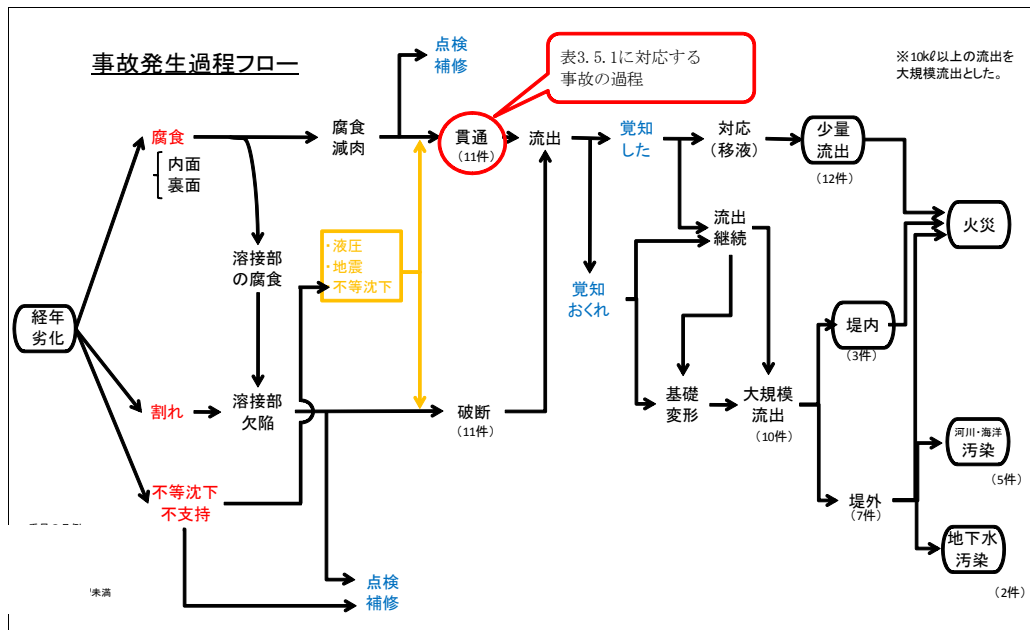 事故発生過程フロー
点検
補修
表3.5.1に対応する
事故の過程
※10kℓ以上の流出を
大規模流出とした。
腐食
内面
裏面
腐食
減肉
貫通
(11件)
流出
覚知
した
対応
(移液)
少量
流出
(12件)
火災
溶接部
の腐食
・液圧
・地震
・不等沈下
覚知
おくれ
流出
継続
経年
劣化
堤内
(3件)
割れ
溶接部
欠陥
破断
(11件)
基礎
変形
大規模
流出
(10件)
河川・海洋
汚染
(5件)
不等沈下
不支持
堤外
(7件)
地下水
汚染
(2件)
点検
補修
未満